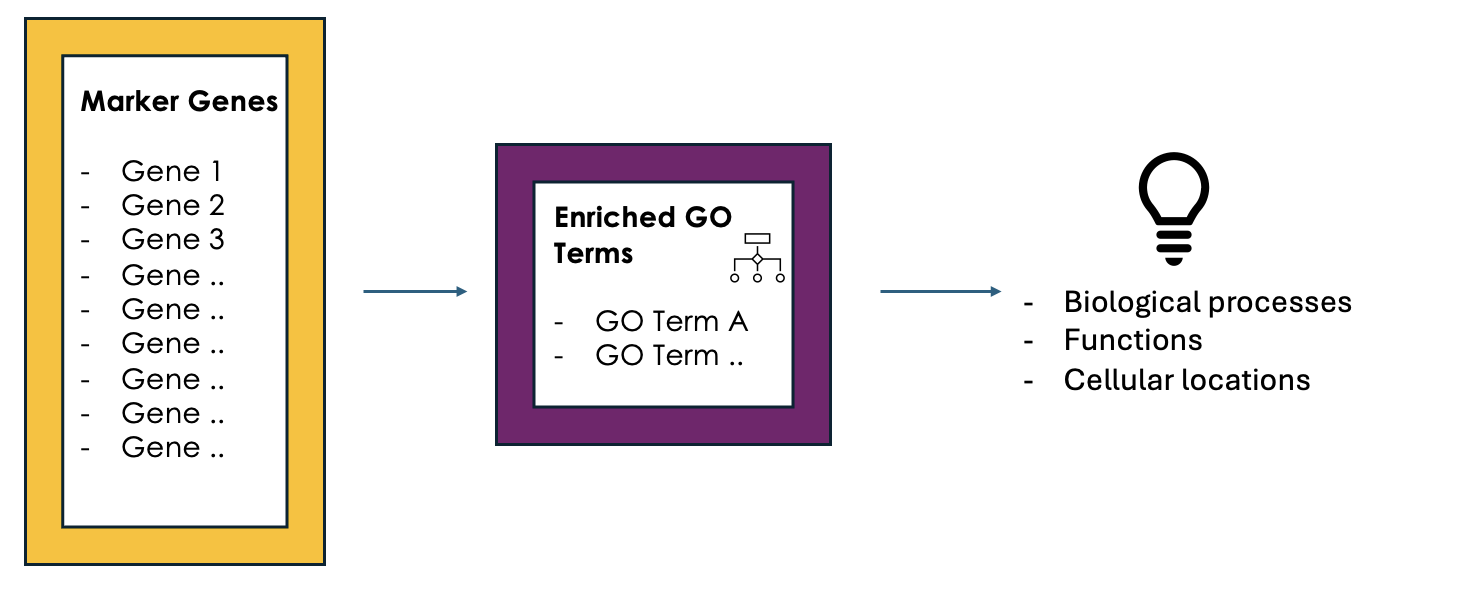 Marker Genes
- Gene 1
- Gene 2
- Gene 3
- Gene ..
- Gene ..
- Gene ..
- Gene ..
- Gene ..
- Gene ..
Enriched GO
Terms
- GO Term A
- GO Term ..
- Biological processes
- Functions
- Cellular locations